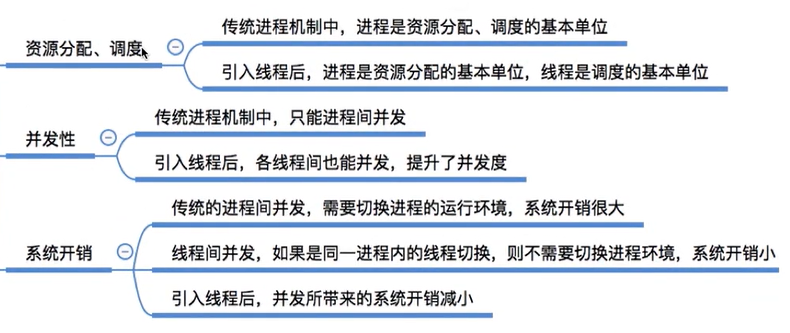 资源分配、调度
传统进程机制中，进程是资源分配、调度的基本单位
引入线程后，进程是资源分配的基本单位，线程是调度的基本单位
并发性
传统进程机制中，只能进程间并发
引入线程后，各线程间也能并发，提升了并发度
系统开销
传统的进程间并发，需要切换进程的运行环境，系统开销很大
线程间并发，如果是同一进程内的线程切换，则不需要切换进程环境，系统开销小
引入线程后，并发所带来的系统开销减小